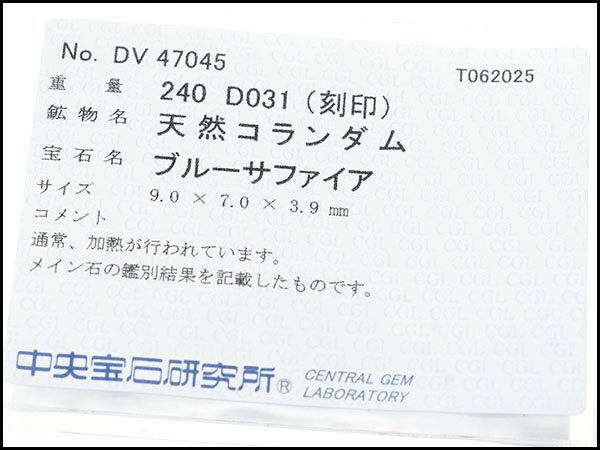 No. DV 47045
T062025
重 量 240 D031 (刻印)
鉱物名 天然コランダム
宝石名 ブルーサファイア
サイズ 9.0 × 7.0 × 3.9 mm
コメント
通常、加熱が行われています。
メイン石の鑑別結果を記載したものです。
中央宝石研究所® CENTRAL GEM
LABORATORY